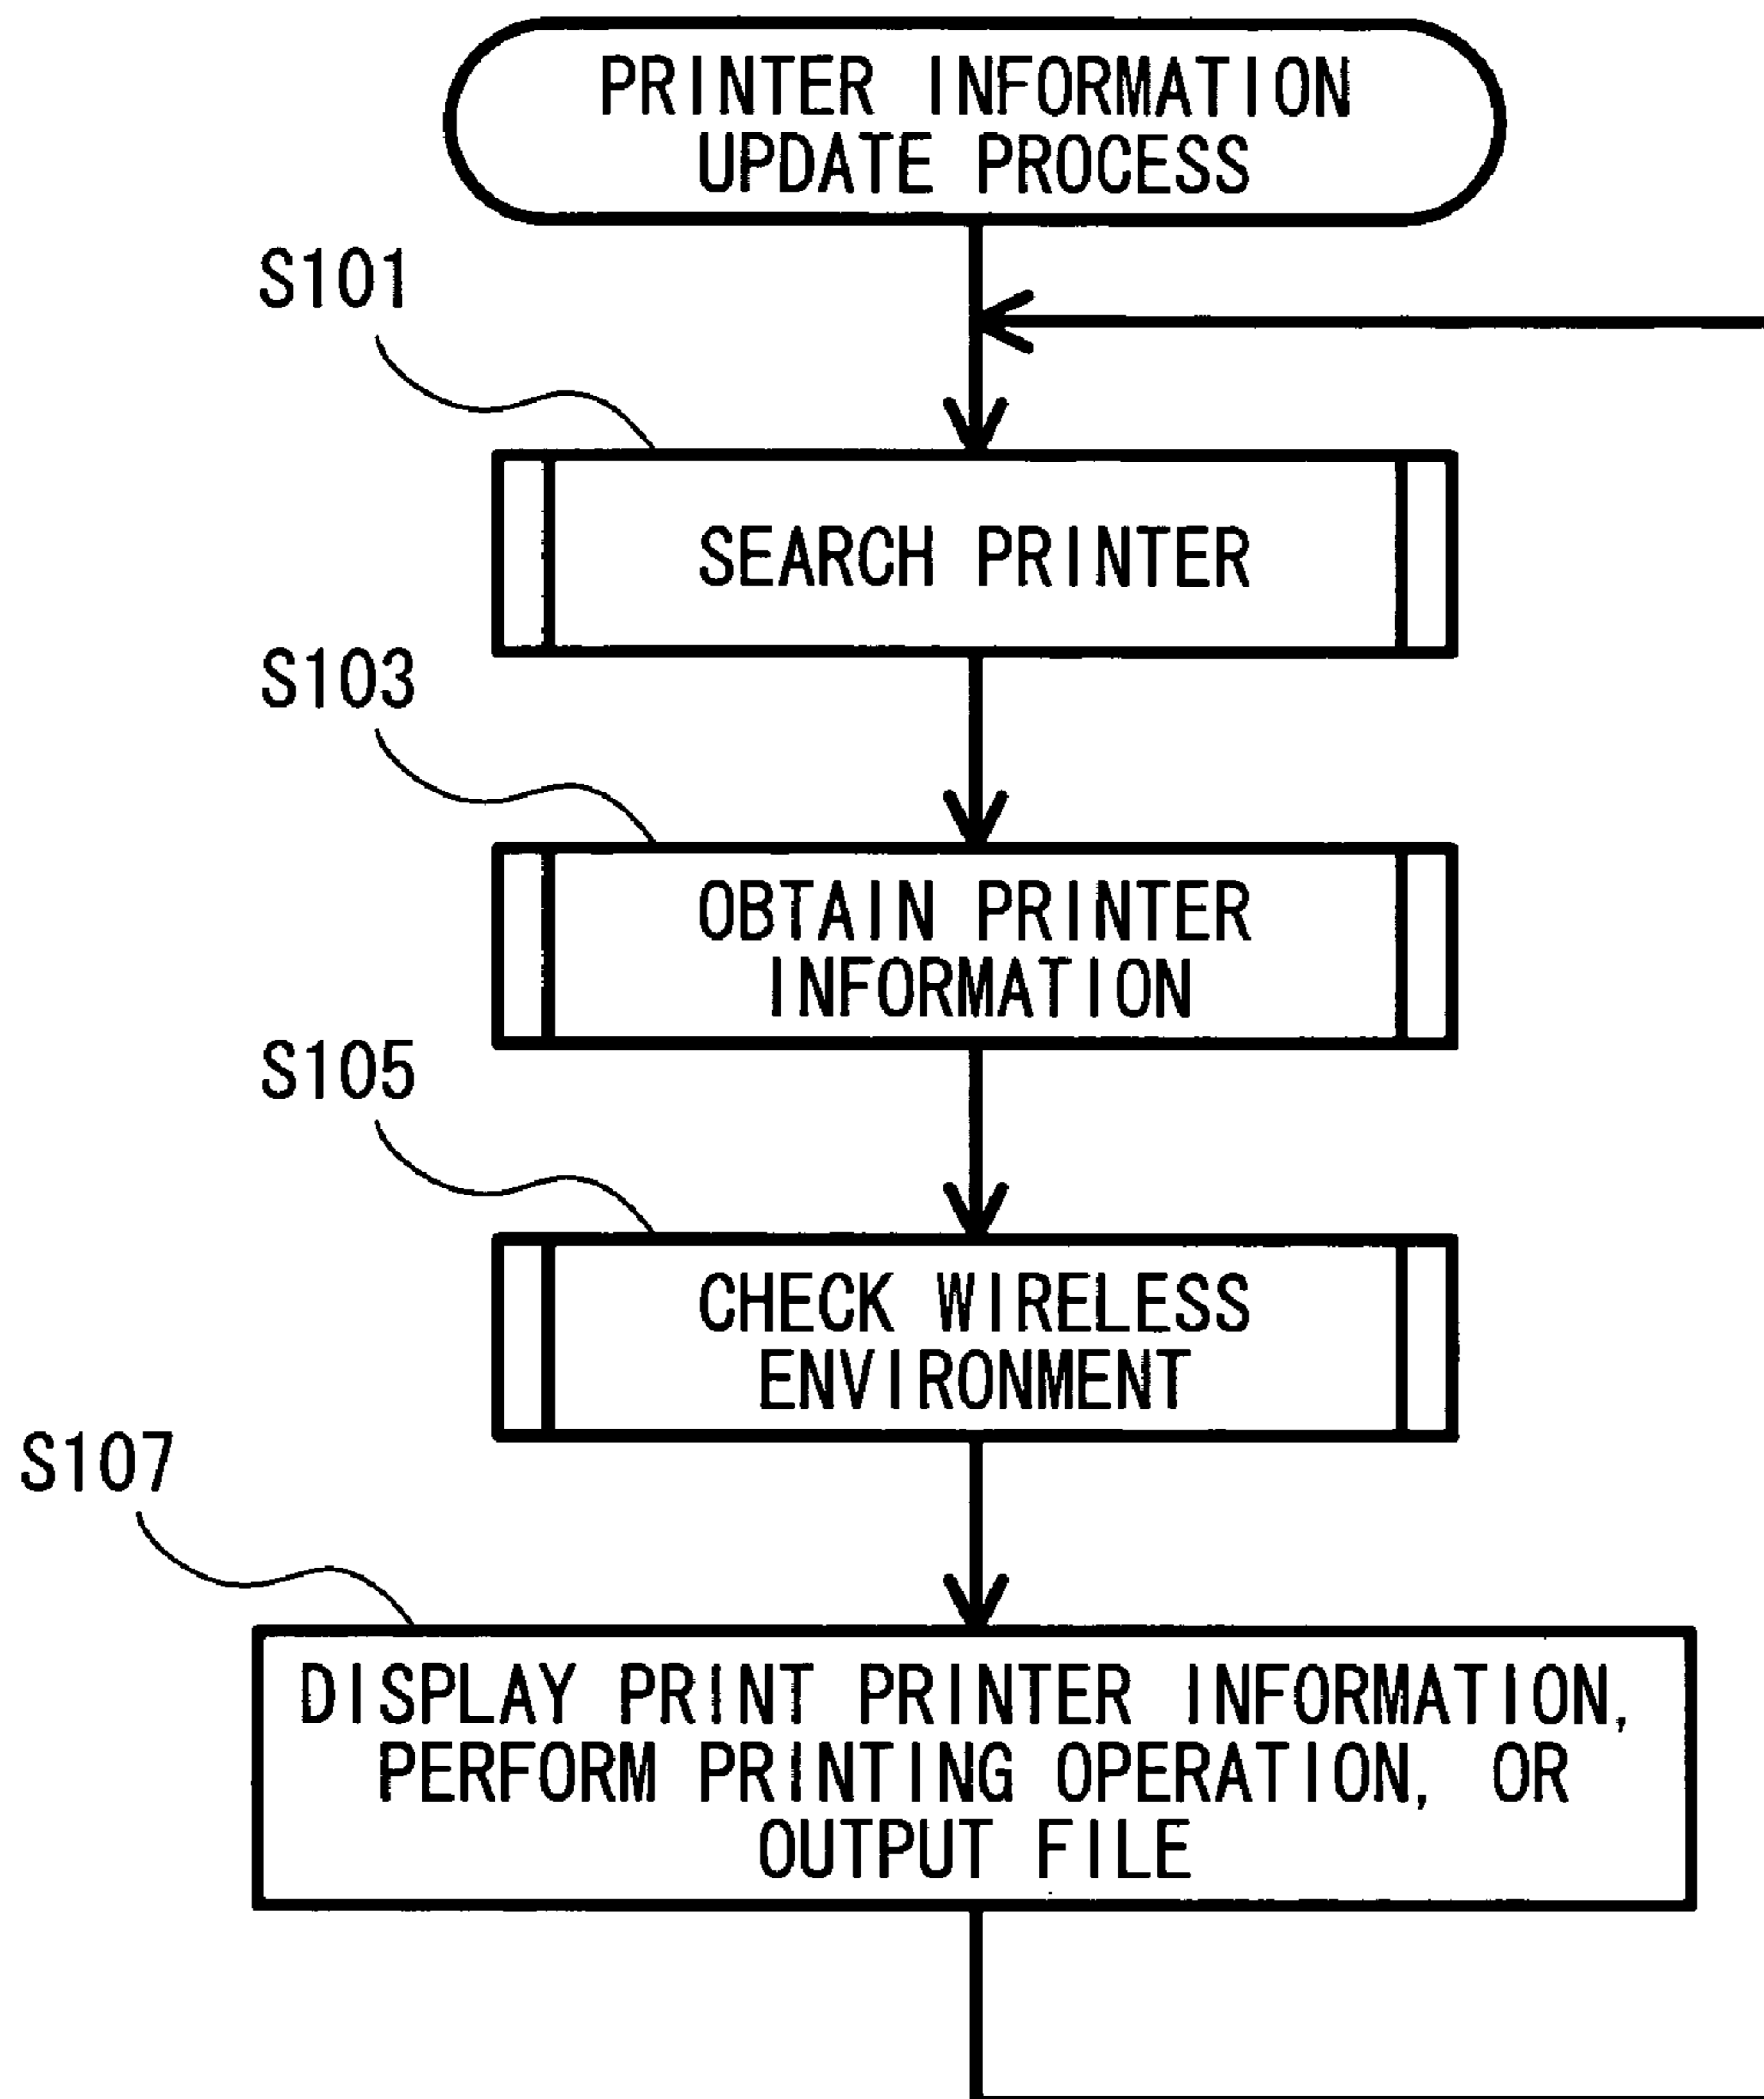 PRINTER INFORMATION
UPDATE PROCESS
S101
SEARCH PRINTER
S103
OBTAIN PRINTER
INFORMATION
S105
CHECK WIRELESS
ENVIRONMENT
S107
DISPLAY PRINT PRINTER INFORMATION,
PERFORM PRINTING OPERATION, OR
OUTPUT FILE